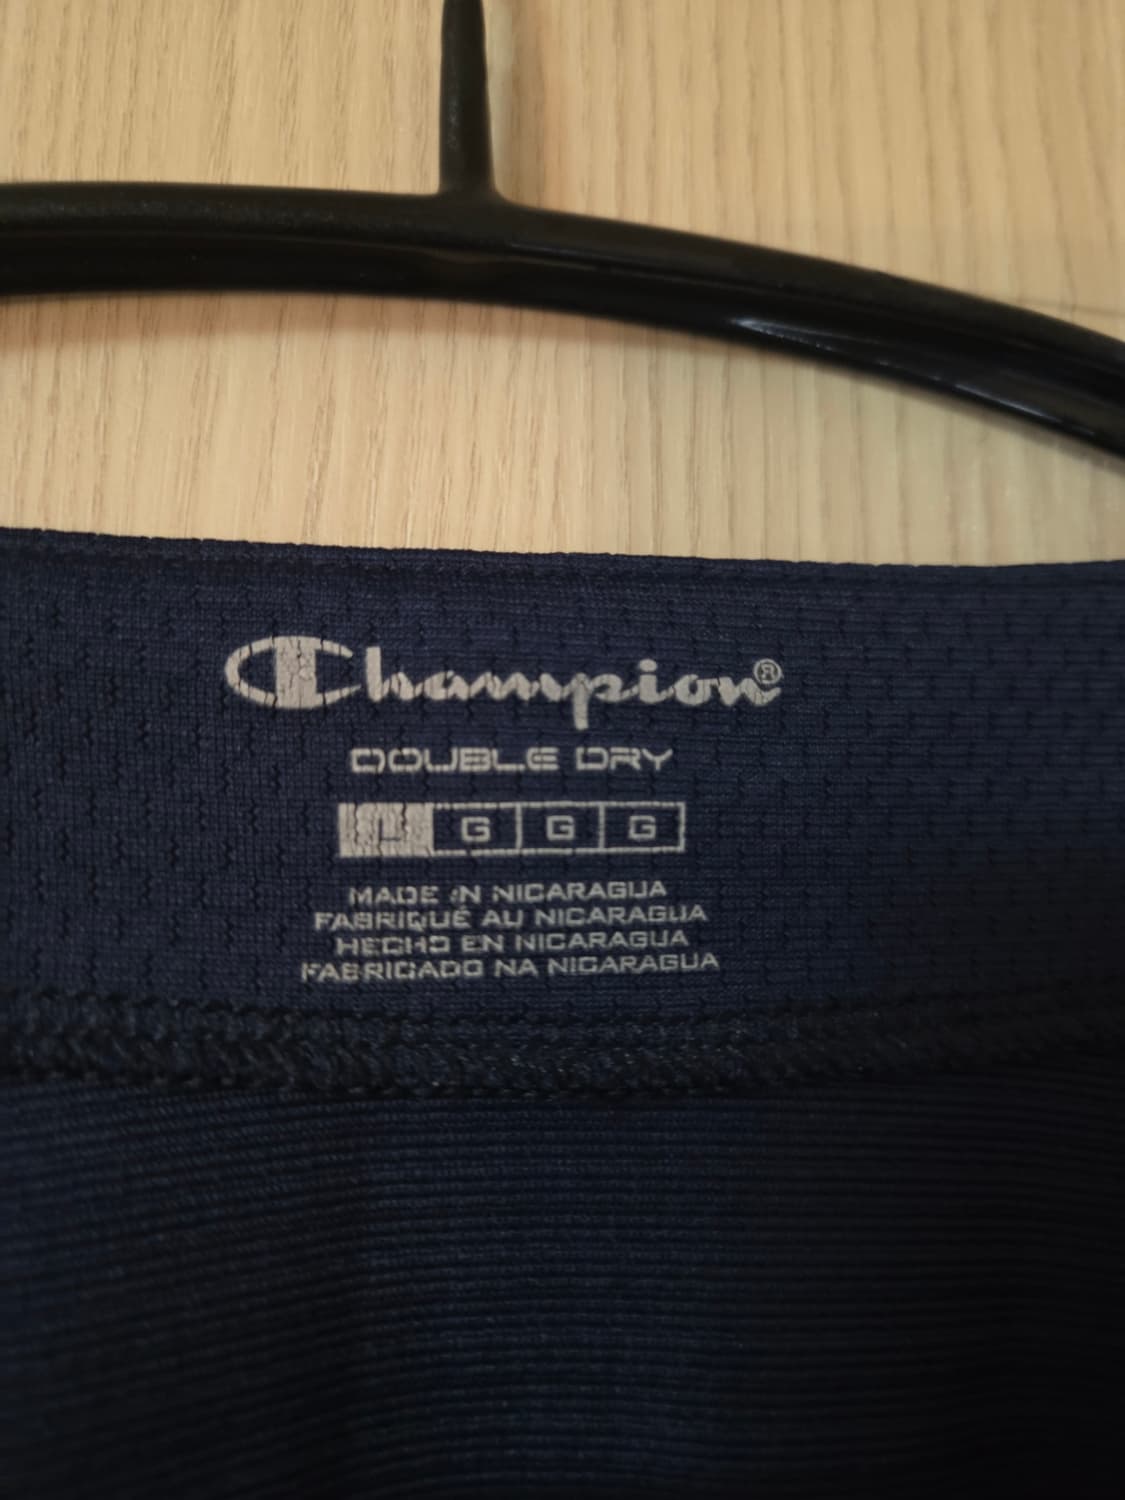 Champion®
DOUBLE DRY
L G G G
MADE IN NICARAGUA
FABRIQUÉ AU NICARAGUA
HECHO EN NICARAGUA
FABRICADO NA NICARAGUA